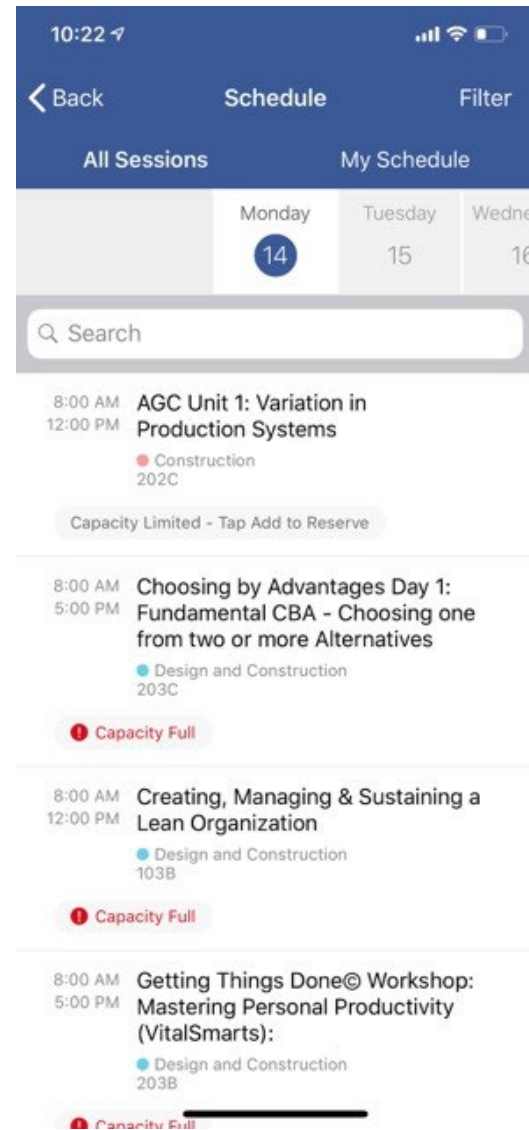 10:22
Back Schedule Filter
All Sessions My Schedule
Monday Tuesday Wedne
14 15 16
Search
8:00 AM AGC Unit 1: Variation in
12:00 PM Production Systems
Construction
202C
Capacity Limited - Tap Add to Reserve
8:00 AM Choosing by Advantages Day 1:
5:00 PM Fundamental CBA - Choosing one
from two or more Alternatives
Design and Construction
203C
Capacity Full
8:00 AM Creating, Managing & Sustaining a
12:00 PM Lean Organization
Design and Construction
103B
Capacity Full
8:00 AM Getting Things Done© Workshop:
5:00 PM Mastering Personal Productivity
(VitalSmarts):
Design and Construction
203B
Capacity Full